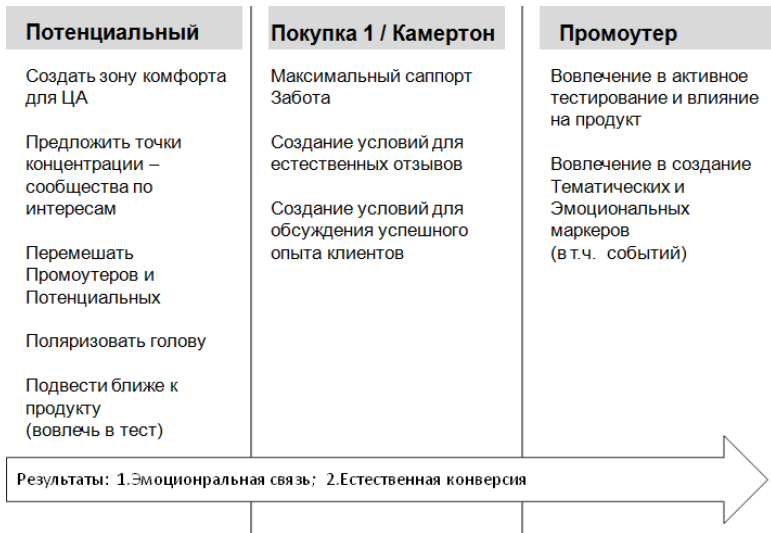 Потенциальный
Создать зону комфорта
для ЦА
Предложить точки
концентрации –
сообщества по
интересам
Перемешать
Промоутеров и
Потенциальных
Поляризовать голову
Подвести ближе к
продукту
(вовлечь в тест)
Покупка 1 / Камертон
Максимальный саппорт
Забота
Создание условий для
естественных отзывов
Создание условий для
обсуждения успешного
опыта клиентов
Промоутер
Вовлечение в активное
тестирование и влияние
на продукт
Вовлечение в создание
Тематических и
Эмоциональных
маркеров
(в т.ч. событий)
Результаты: 1.Эмоционральная связь; 2.Естественная конверсия